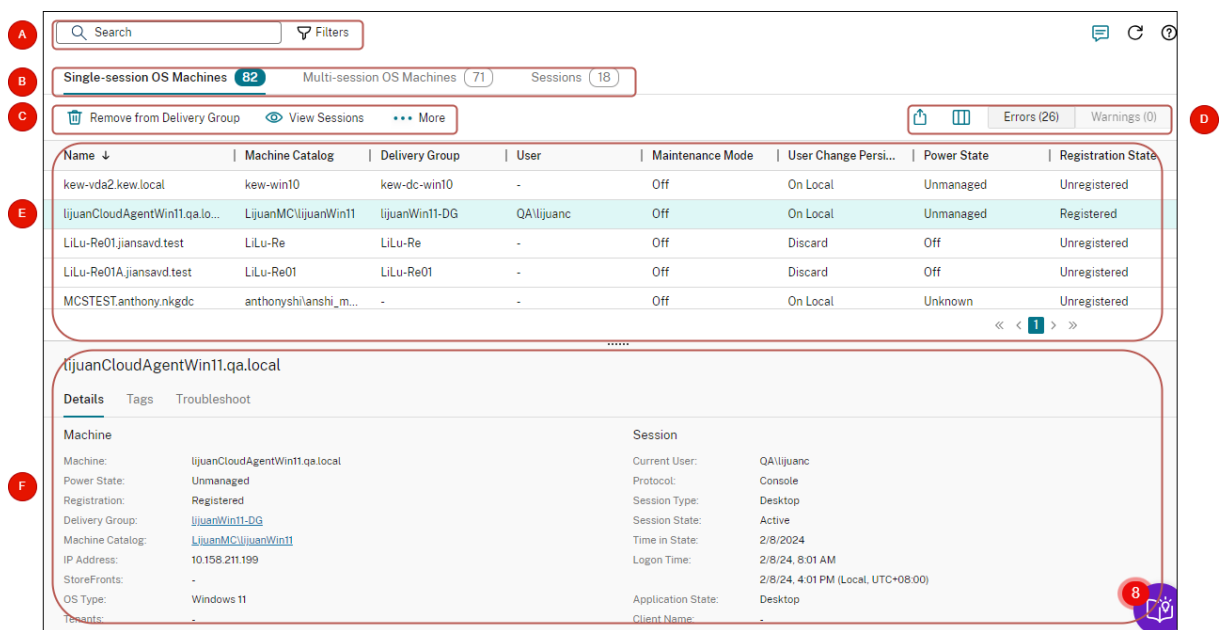 A Search Filters
B Single-session OS Machines 82 Multi-session OS Machines 71 Sessions 18
C Remove from Delivery Group View Sessions ••• More Errors (26) Warnings (0) D
Name ↓ Machine Catalog Delivery Group User Maintenance Mode User Change Persi... Power State Registration State
kew-vda2.kew.local kew-win10 kew-dc-win10 - Off On Local Unmanaged Unregistered
E lijuanCloudAgentWin11.qa.lo... LijuanMC\lijuanWin11 lijuanWin11-DG QA\lijuanc Off On Local Unmanaged Registered
LiLu-Re01.jiansavd.test LiLu-Re LiLu-Re - Off Discard Off Unregistered
LiLu-Re01A.jiansavd.test LiLu-Re01 LiLu-Re01 - Off Discard Off Unregistered
MCSTEST.anthony.nkgdc anthonyshi\anshi_m... - - Off On Local Unknown Unregistered
« < 1 > »
lijuanCloudAgentWin11.qa.local
Details Tags Troubleshoot
Machine Session
Machine: lijuanCloudAgentWin11.qa.local Current User: QA\lijuanc
Power State: Unmanaged Protocol: Console
F Registration: Registered Session Type: Desktop
Delivery Group: lijuanWin11-DG Session State: Active
Machine Catalog: LijuanMC\lijuanWin11 Time in State: 2/8/2024
IP Address: 10.158.211.199 Logon Time: 2/8/24, 8:01 AM
StoreFronts: - 2/8/24, 4:01 PM (Local, UTC+08:00)
OS Type: Windows 11 Application State: Desktop 8
Tenants: - Client Name: -